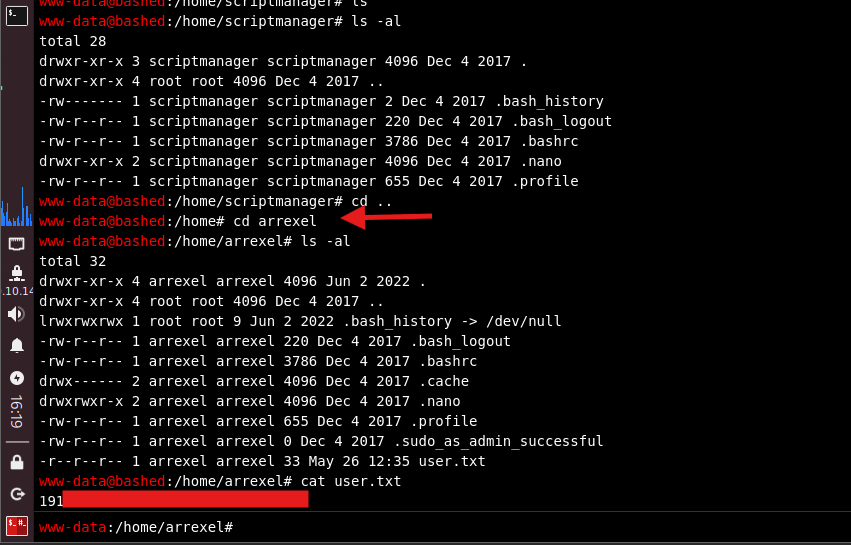 www-data@bashed:/home/scriptmanager# ls
www-data@bashed:/home/scriptmanager# ls -al
total 28
drwxr-xr-x 3 scriptmanager scriptmanager 4096 Dec 4 2017 .
drwxr-xr-x 4 root root 4096 Dec 4 2017 ..
-rw------- 1 scriptmanager scriptmanager 2 Dec 4 2017 .bash_history
-rw-r--r-- 1 scriptmanager scriptmanager 220 Dec 4 2017 .bash_logout
-rw-r--r-- 1 scriptmanager scriptmanager 3786 Dec 4 2017 .bashrc
drwxr-xr-x 2 scriptmanager scriptmanager 4096 Dec 4 2017 .nano
-rw-r--r-- 1 scriptmanager scriptmanager 655 Dec 4 2017 .profile
www-data@bashed:/home/scriptmanager# cd ..
www-data@bashed:/home# cd arrexel
www-data@bashed:/home/arrexel# ls -al
total 32
drwxr-xr-x 4 arrexel arrexel 4096 Jun 2 2022 .
drwxr-xr-x 4 root root 4096 Dec 4 2017 ..
lrwxrwxrwx 1 root root 9 Jun 2 2022 .bash_history -> /dev/null
-rw-r--r-- 1 arrexel arrexel 220 Dec 4 2017 .bash_logout
-rw-r--r-- 1 arrexel arrexel 3786 Dec 4 2017 .bashrc
drwx------ 2 arrexel arrexel 4096 Dec 4 2017 .cache
drwxrwxr-x 2 arrexel arrexel 4096 Dec 4 2017 .nano
-rw-r--r-- 1 arrexel arrexel 655 Dec 4 2017 .profile
-rw-r--r-- 1 arrexel arrexel 0 Dec 4 2017 .sudo_as_admin_successful
-r--r--r-- 1 arrexel arrexel 33 May 26 12:35 user.txt
www-data@bashed:/home/arrexel# cat user.txt
191
www-data:/home/arrexel#
.10.14
16:19